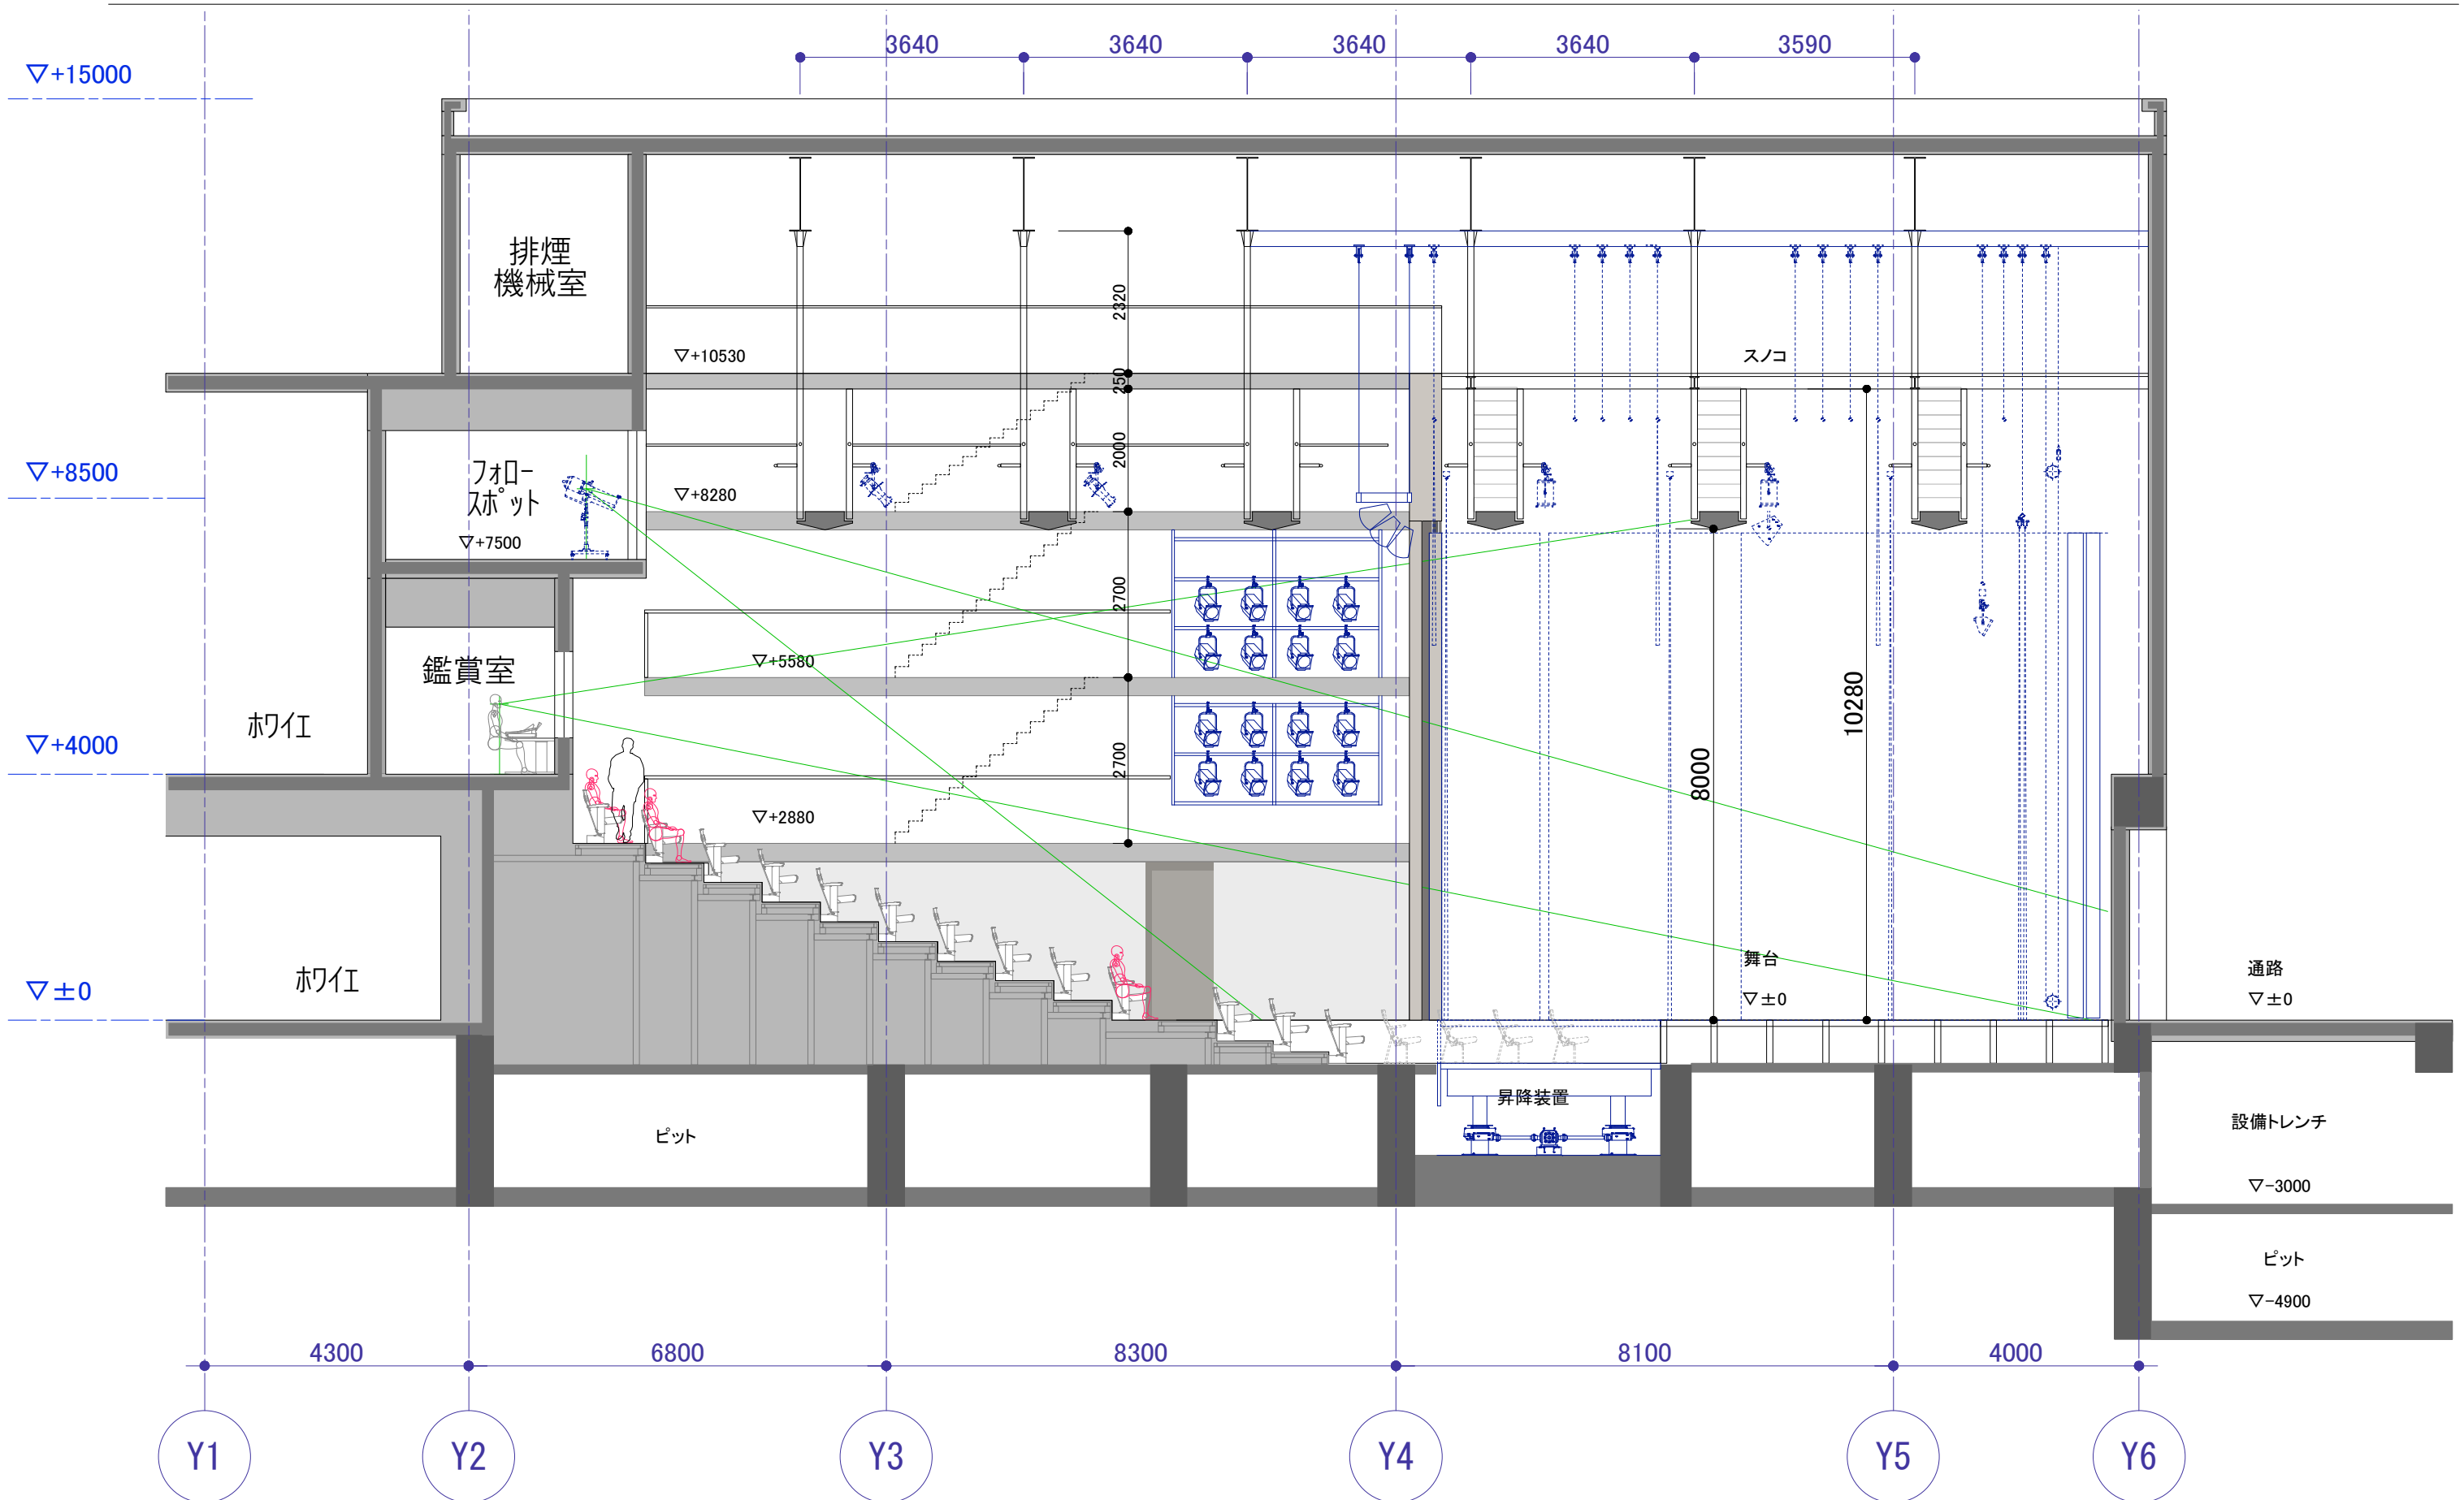 3640
3640
3640
3640
3590
▽+15000
排煙
機械室
2320
▽+10530
スノコ
250
▽+8500
フォロー
スポット
2000
▽+8280
▽+7500
2700
鑑賞室
▽+5580
ホワイエ
10280
▽+4000
2700
8000
▽+2880
ホワイエ
舞台
通路
▽±0
▽±0
▽±0
昇降装置
設備トレンチ
ピット
▽-3000
ピット
▽-4900
4300
6800
8300
8100
4000
Y1
Y2
Y3
Y4
Y5
Y6